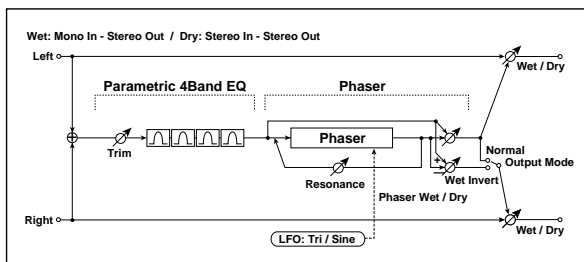 Wet: Mono In - Stereo Out / Dry: Stereo In - Stereo Out
Left
Wet / Dry
Parametric 4Band EQ
Phaser
Phaser
Normal
Output Mode
Trim
+
Wet Invert
Resonance
Phaser Wet / Dry
Right
LFO: Tri / Sine
Wet / Dry